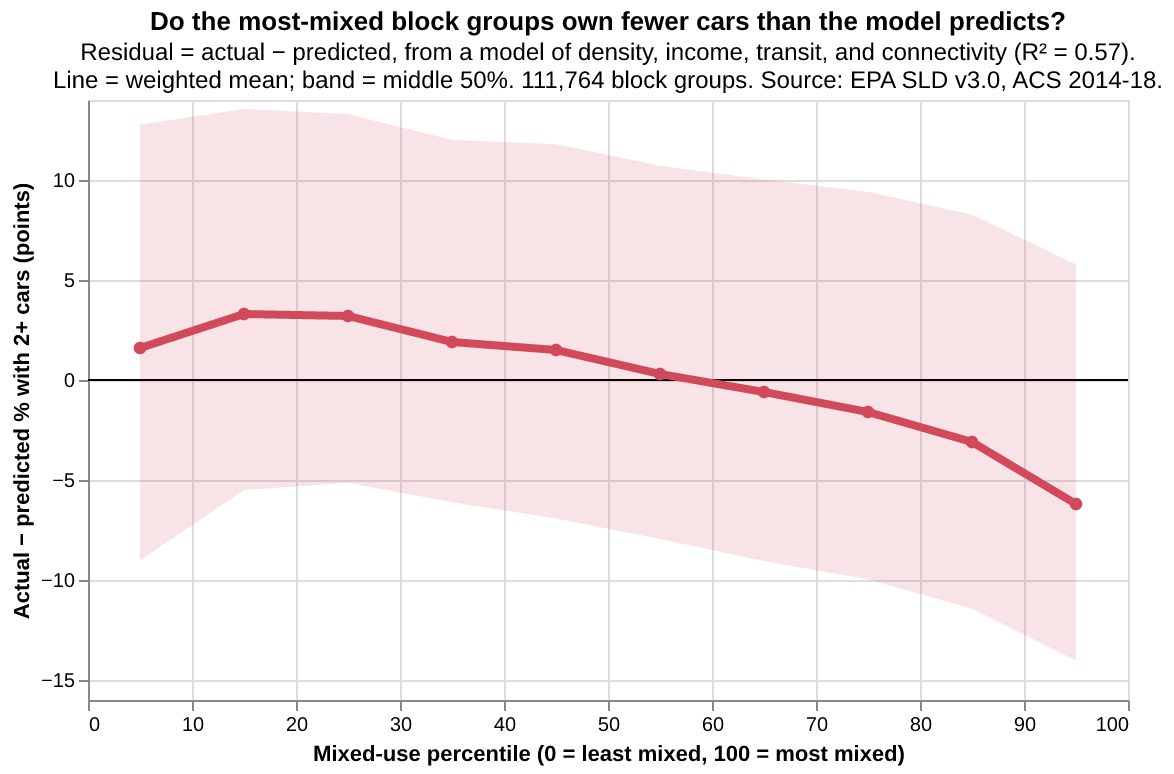 Do the most-mixed block groups own fewer cars than the model predicts?
Residual = actual − predicted, from a model of density, income, transit, and connectivity (R² = 0.57).
Line = weighted mean; band = middle 50%. 111,764 block groups. Source: EPA SLD v3.0, ACS 2014-18.
Actual − predicted % with 2+ cars (points)
10
5
0
−5
−10
−15
0 10 20 30 40 50 60 70 80 90 100
Mixed-use percentile (0 = least mixed, 100 = most mixed)